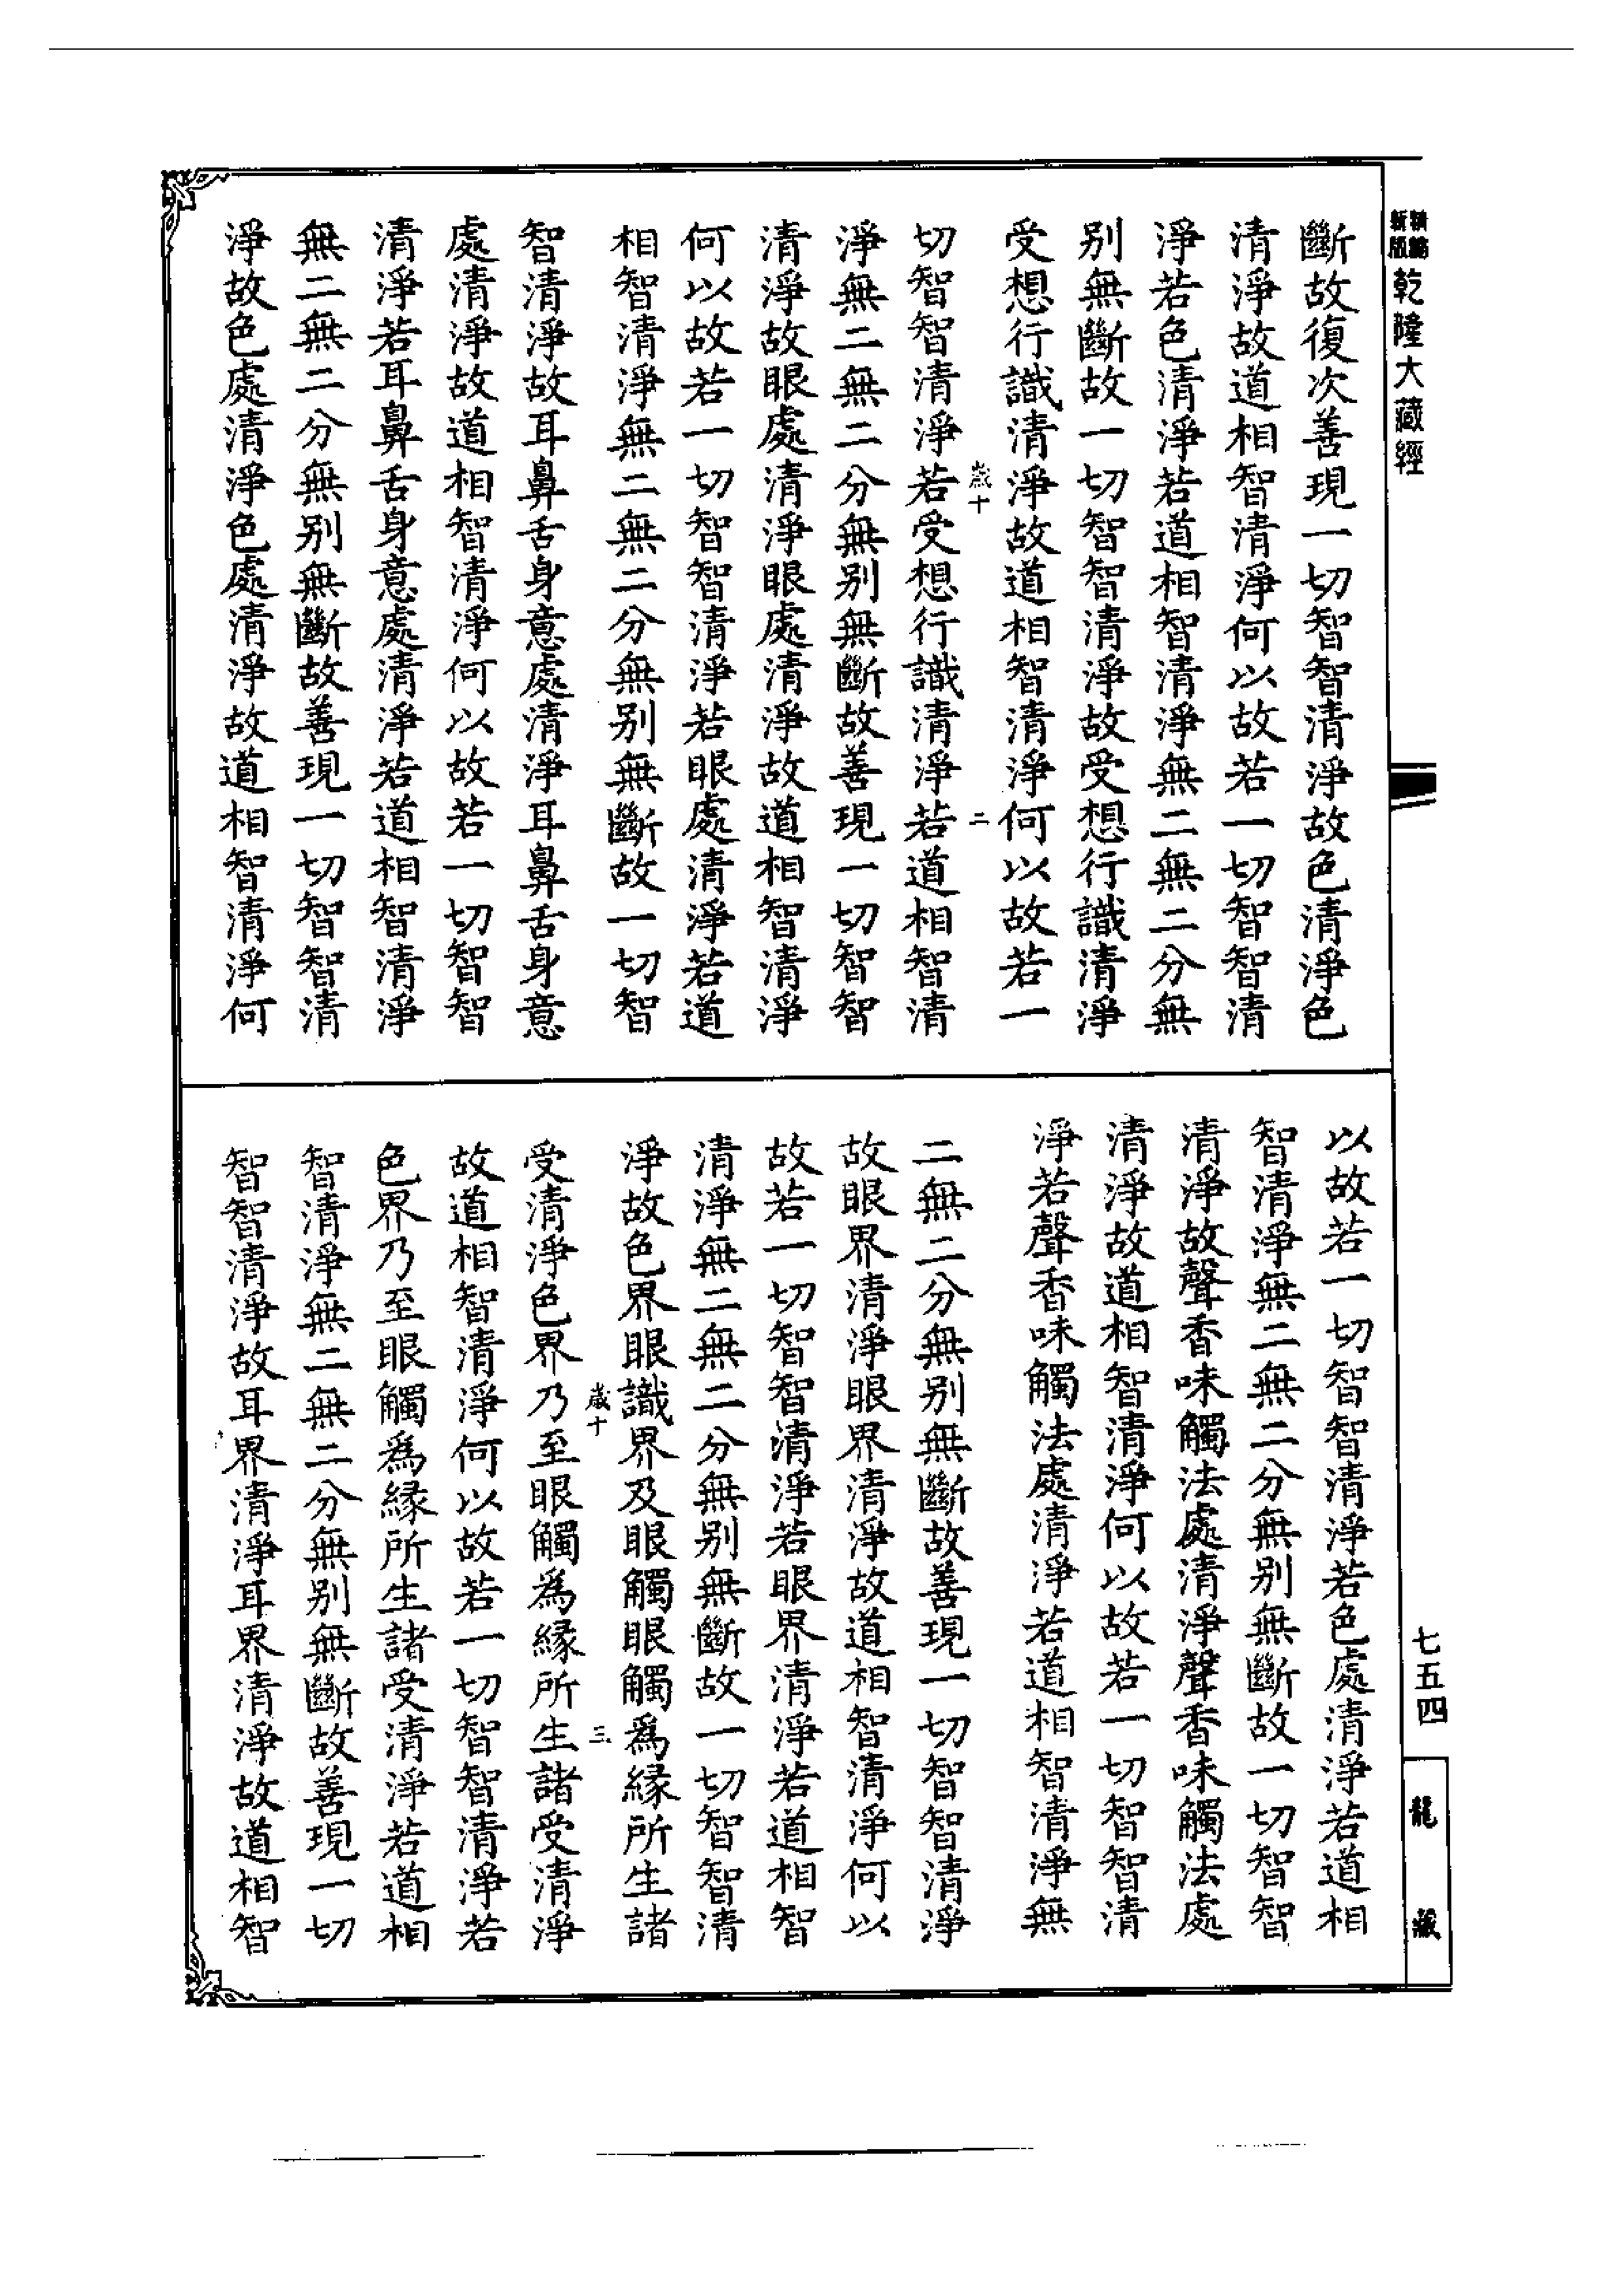 新編
新版
乾隆大藏經
斷故復次善現一切智智清淨故色清淨色
清淨故道相智清淨何以故若一切智智清
淨若色清淨若道相智清淨無二無二分無
別無斷故一切智智清淨故受想行識清淨
受想行識清淨故道相智清淨何以故若一
歲十 二
切智智清淨若受想行識清淨若道相智清
淨無二無二分無別無斷故善現一切智智
清淨故眼處清淨眼處清淨故道相智清淨
何以故若一切智智清淨若眼處清淨若道
相智清淨無二無二分無別無斷故一切智
智清淨故耳鼻舌身意處清淨耳鼻舌身意
處清淨故道相智清淨何以故若一切智智
清淨若耳鼻舌身意處清淨若道相智清淨
無二無二分無別無斷故善現一切智智清
淨故色處清淨色處清淨故道相智清淨何
以故若一切智智清淨若色處清淨若道相
智清淨無二無二分無別無斷故一切智智
清淨故聲香味觸法處清淨聲香味觸法處
清淨故道相智清淨何以故若一切智智清
淨若聲香味觸法處清淨若道相智清淨無
二無二分無別無斷故善現一切智智清淨
故眼界清淨眼界清淨故道相智清淨何以
故若一切智智清淨若眼界清淨若道相智
清淨無二無二分無別無斷故一切智智清
淨故色界眼識界及眼觸眼觸為緣所生諸
歲十 三
受清淨色界乃至眼觸為緣所生諸受清淨
故道相智清淨何以故若一切智智清淨若
色界乃至眼觸為緣所生諸受清淨若道相
智清淨無二無二分無別無斷故善現一切
智智清淨故耳界清淨耳界清淨故道相智
七五四
龍藏